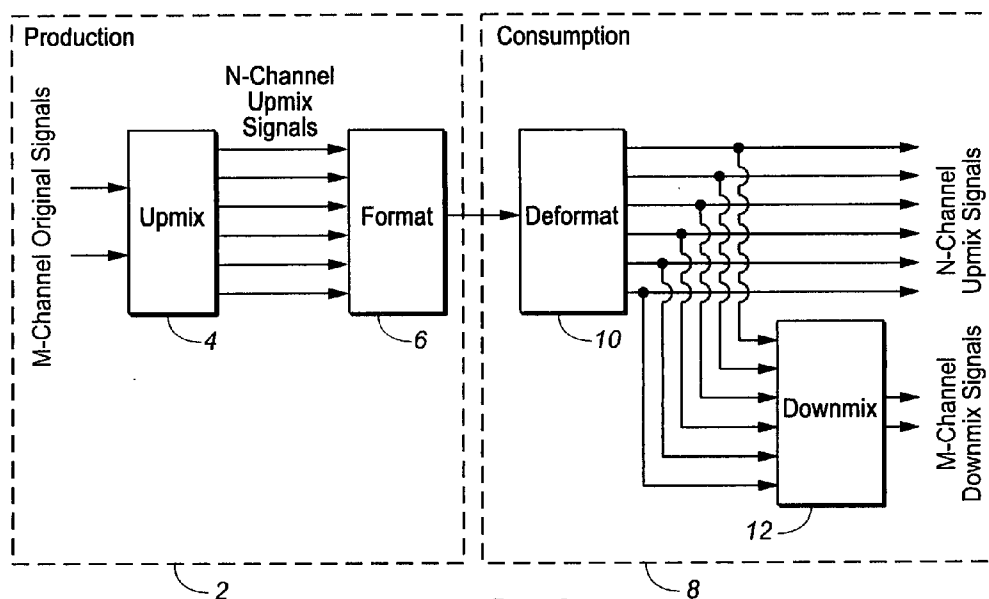 Production
Consumption
M-Channel Original Signals
N-Channel
Upmix
Signals
Upmix
Format
Deformat
N-Channel
Upmix Signals
4
6
10
Downmix
M-Channel
Downmix Signals
12
2
8